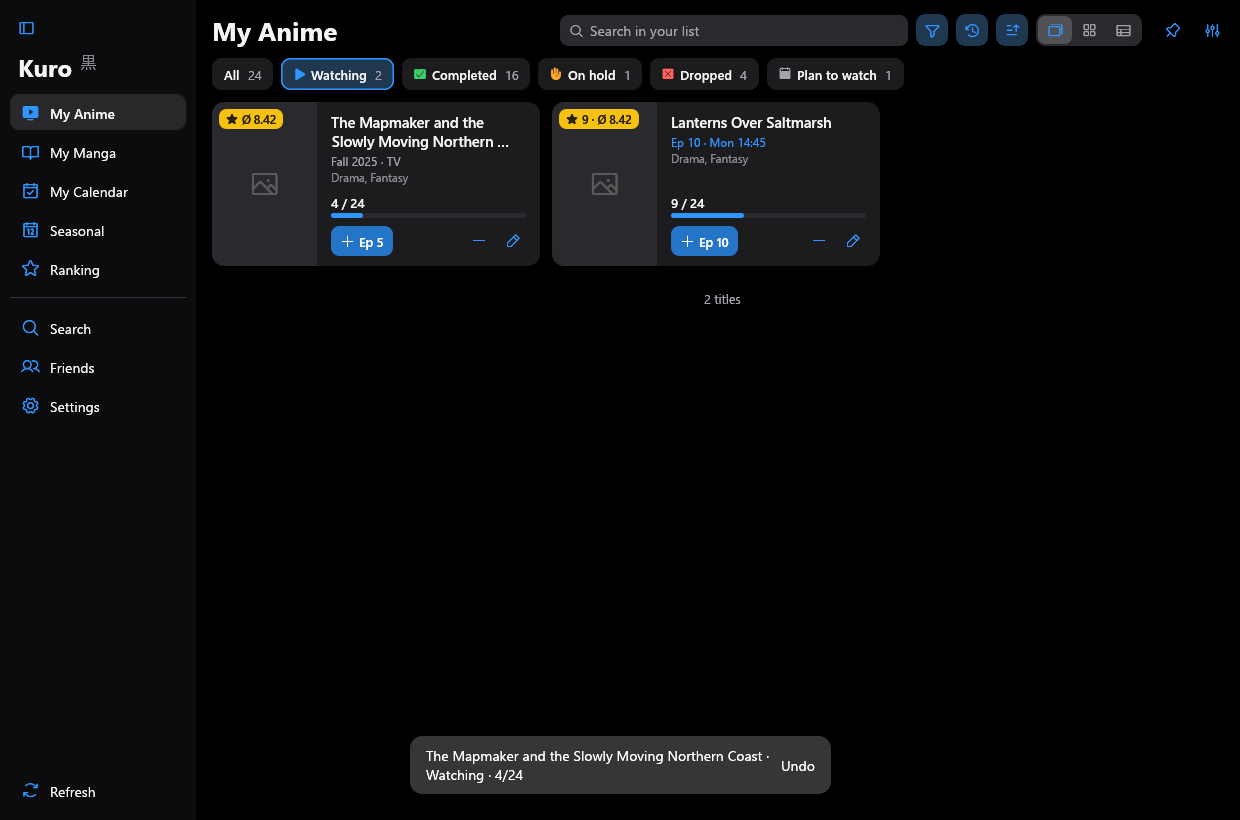 Kuro 黒
My Anime
My Manga
My Calendar
12
Seasonal
Ranking
Search
Friends
Settings
Refresh
My Anime
Search in your list
All 24
Watching 2
Completed 16
On hold 1
Dropped 4
Plan to watch 1
Ø 8.42
The Mapmaker and the
Slowly Moving Northern ...
Fall 2025 · TV
Drama, Fantasy
4 / 24
Ep 5
9 · Ø 8.42
Lanterns Over Saltmarsh
Ep 10 · Mon 14:45
Drama, Fantasy
9 / 24
Ep 10
2 titles
The Mapmaker and the Slowly Moving Northern Coast ·
Watching · 4/24
Undo